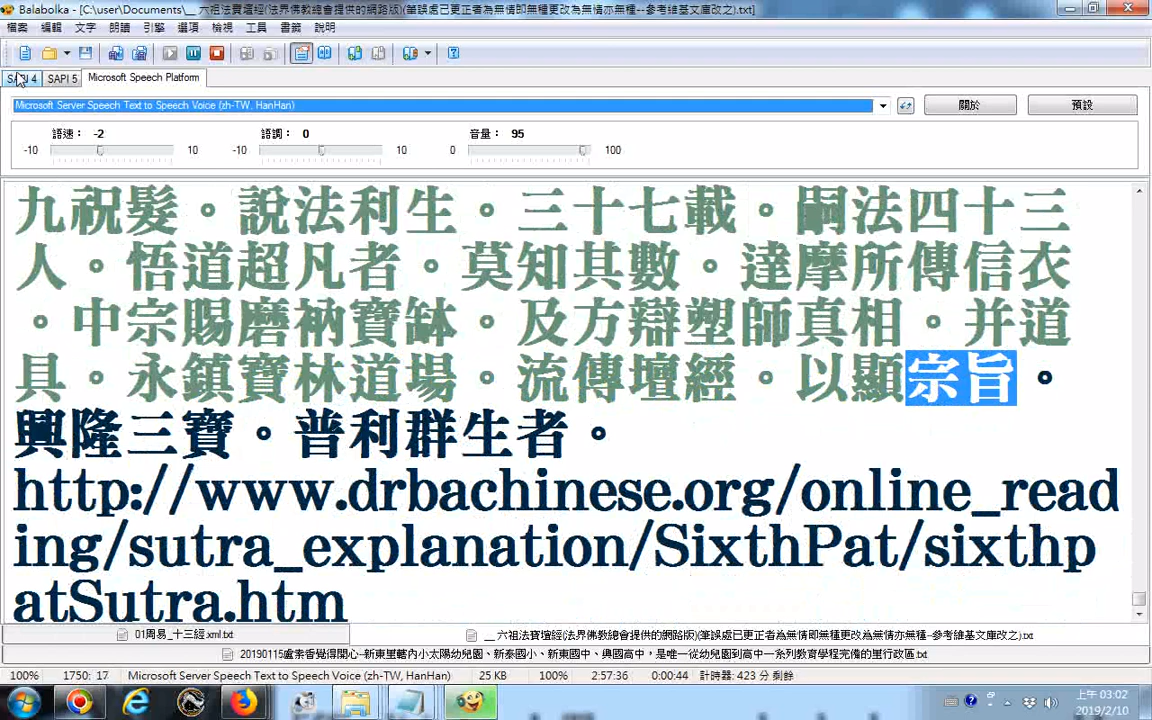 Balabolka - [C:\user\Documents\__ 六祖法寶壇經(法界佛教總會提供的網路版)(筆誤處已更正者為無情即無種更改為無情亦無種--參考維基文庫改之).txt]
檔案 編輯 文字 朗讀 引擎 選項 檢視 工具 書籤 說明
SAPI 4 SAPI 5 Microsoft Speech Platform
Microsoft Server Speech Text to Speech Voice (zh-TW, HanHan) 關於 預設
語速： -2 語調： 0 音量： 95
-10 10 -10 10 0 100
九祝髮。說法利生。三十七載。嗣法四十三
人。悟道超凡者。莫知其數。達摩所傳信衣
。中宗賜磨衲寶缽。及方辯塑師真相。并道
具。永鎮寶林道場。流傳壇經。以顯宗旨。
興隆三寶。普利群生者。
http://www.drbachinese.org/online_read
ing/sutra_explanation/SixthPat/sixthp
atSutra.htm
01周易_十三經.xml.txt __ 六祖法寶壇經(法界佛教總會提供的網路版)(筆誤處已更正者為無情即無種更改為無情亦無種--參考維基文庫改之).txt
20190115盧素香覺得開心--新東里轄內小太陽幼兒園、新泰國小、新東國中、興國高中，是唯一從幼兒園到高中一系列教育學程完備的里行政區.txt
100% 1750: 17 Microsoft Server Speech Text to Speech Voice (zh-TW, HanHan) 25 KB 100% 2:57:36 0:00:44 計時器: 423 分 剩餘
上午 03:02
2019/2/10